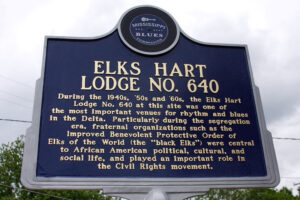 MISSISSIPPI
BLUES
ELKS HART
LODGE NO. 640
During the 1940s, '50s and '60s, the Elks Hart
Lodge No. 640 at this site was one of
the most important venues for rhythm and blues
in the Delta. Particularly during the segregation
era, fraternal organizations such as the
Improved Benevolent Protective Order of
Elks of the World (the "black Elks") were central
to African American political, cultural, and
social life, and played an important role in
the Civil Rights movement.